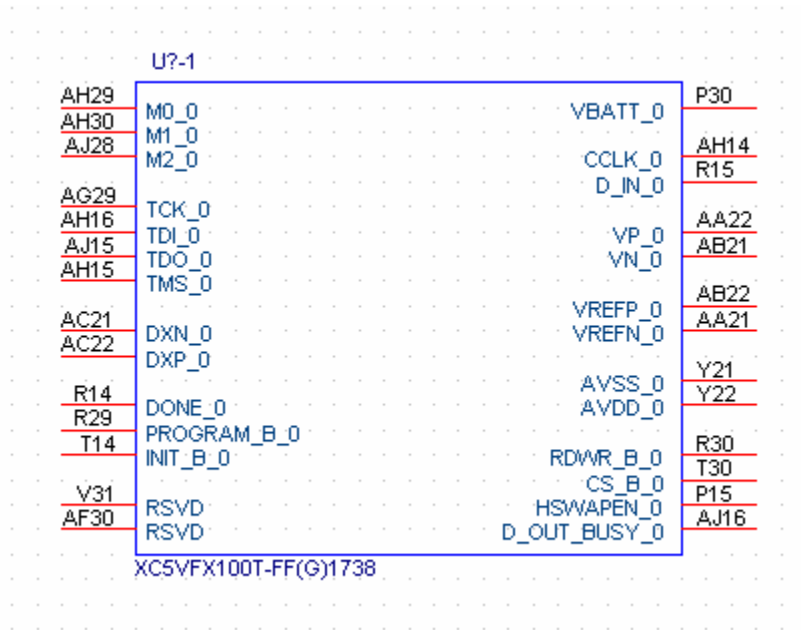 U?-1
AH29 M0_0 VBATT_0 P30
AH30 M1_0
AJ28 M2_0 CCLK_0 AH14
D_IN_0 R15
AG29 TCK_0
AH16 TDI_0 VP_0 AA22
AJ15 TDO_0 VN_0 AB21
AH15 TMS_0
VREFP_0 AB22
AC21 DXN_0 VREFN_0 AA21
AC22 DXP_0
AVSS_0 Y21
R14 DONE_0 AVDD_0 Y22
R29 PROGRAM_B_0
T14 INIT_B_0 RDWR_B_0 R30
CS_B_0 T30
V31 RSVD HSWAPEN_0 P15
AF30 RSVD D_OUT_BUSY_0 AJ16
XC5VFX100T-FF(G)1738